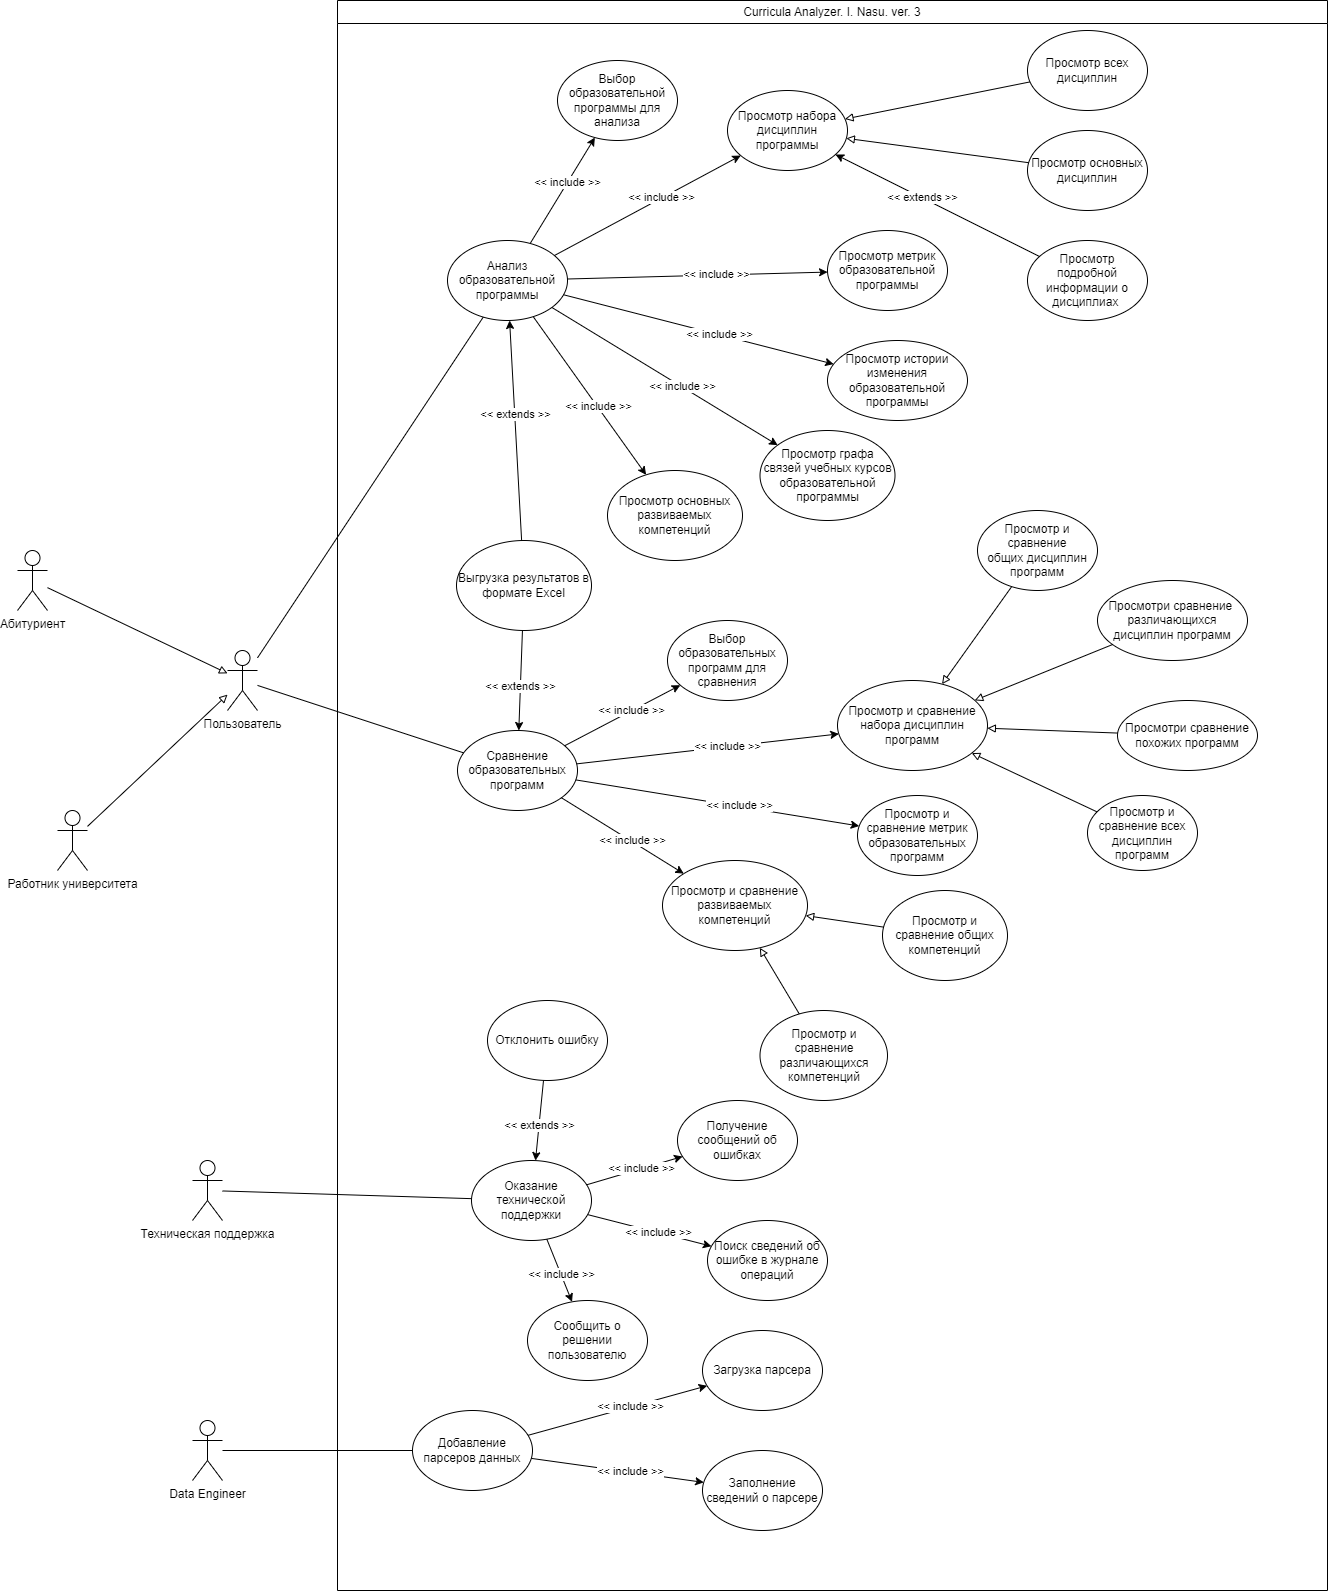 Curricula Analyzer. I. Nasu. ver. 3
Просмотр всех
дисциплин
Выбор
образовательной
программы для
анализа
Просмотр набора
дисциплин
программы
Просмотр основных
дисциплин
<< include >>
<< include >>
<< extends >>
Анализ
образовательной
программы
<< include >>
Просмотр метрик
образовательной
программы
Просмотр
подробной
информации о
дисциплиах
<< include >>
Просмотр истории
изменения
образовательной
программы
<< include >>
<< extends >>
<< include >>
Просмотр графа
связей учебных курсов
образовательной
программы
Просмотр основных
развиваемых
компетенций
Просмотр и
сравнение
общих дисциплин
программ
Абитуриент
Выгрузка результатов в
формате Excel
Просмотри сравнение
различающихся
дисциплин программ
Выбор
образовательных
программ для
сравнения
<< extends >>
<< include >>
Пользователь
Просмотр и сравнение
набора дисциплин
программ
Просмотри сравнение
похожих программ
<< include >>
Сравнение
образовательных
программ
<< include >>
Просмотр и
сравнение метрик
образовательных
программ
Просмотр и
сравнение всех
дисциплин
программ
<< include >>
Работник университета
Просмотр и сравнение
развиваемых
компетенций
Просмотр и
сравнение общих
компетенций
Отклонить ошибку
Просмотр и
сравнение
различающихся
компетенций
<< extends >>
Получение
сообщений об
ошибках
<< include >>
Оказание
технической
поддержки
Техническая поддержка
<< include >>
Поиск сведений об
ошибке в журнале
операций
<< include >>
Сообщить о
решении
пользователю
Загрузка парсера
<< include >>
Добавление
парсеров данных
<< include >>
Заполнение
сведений о парсере
Data Engineer